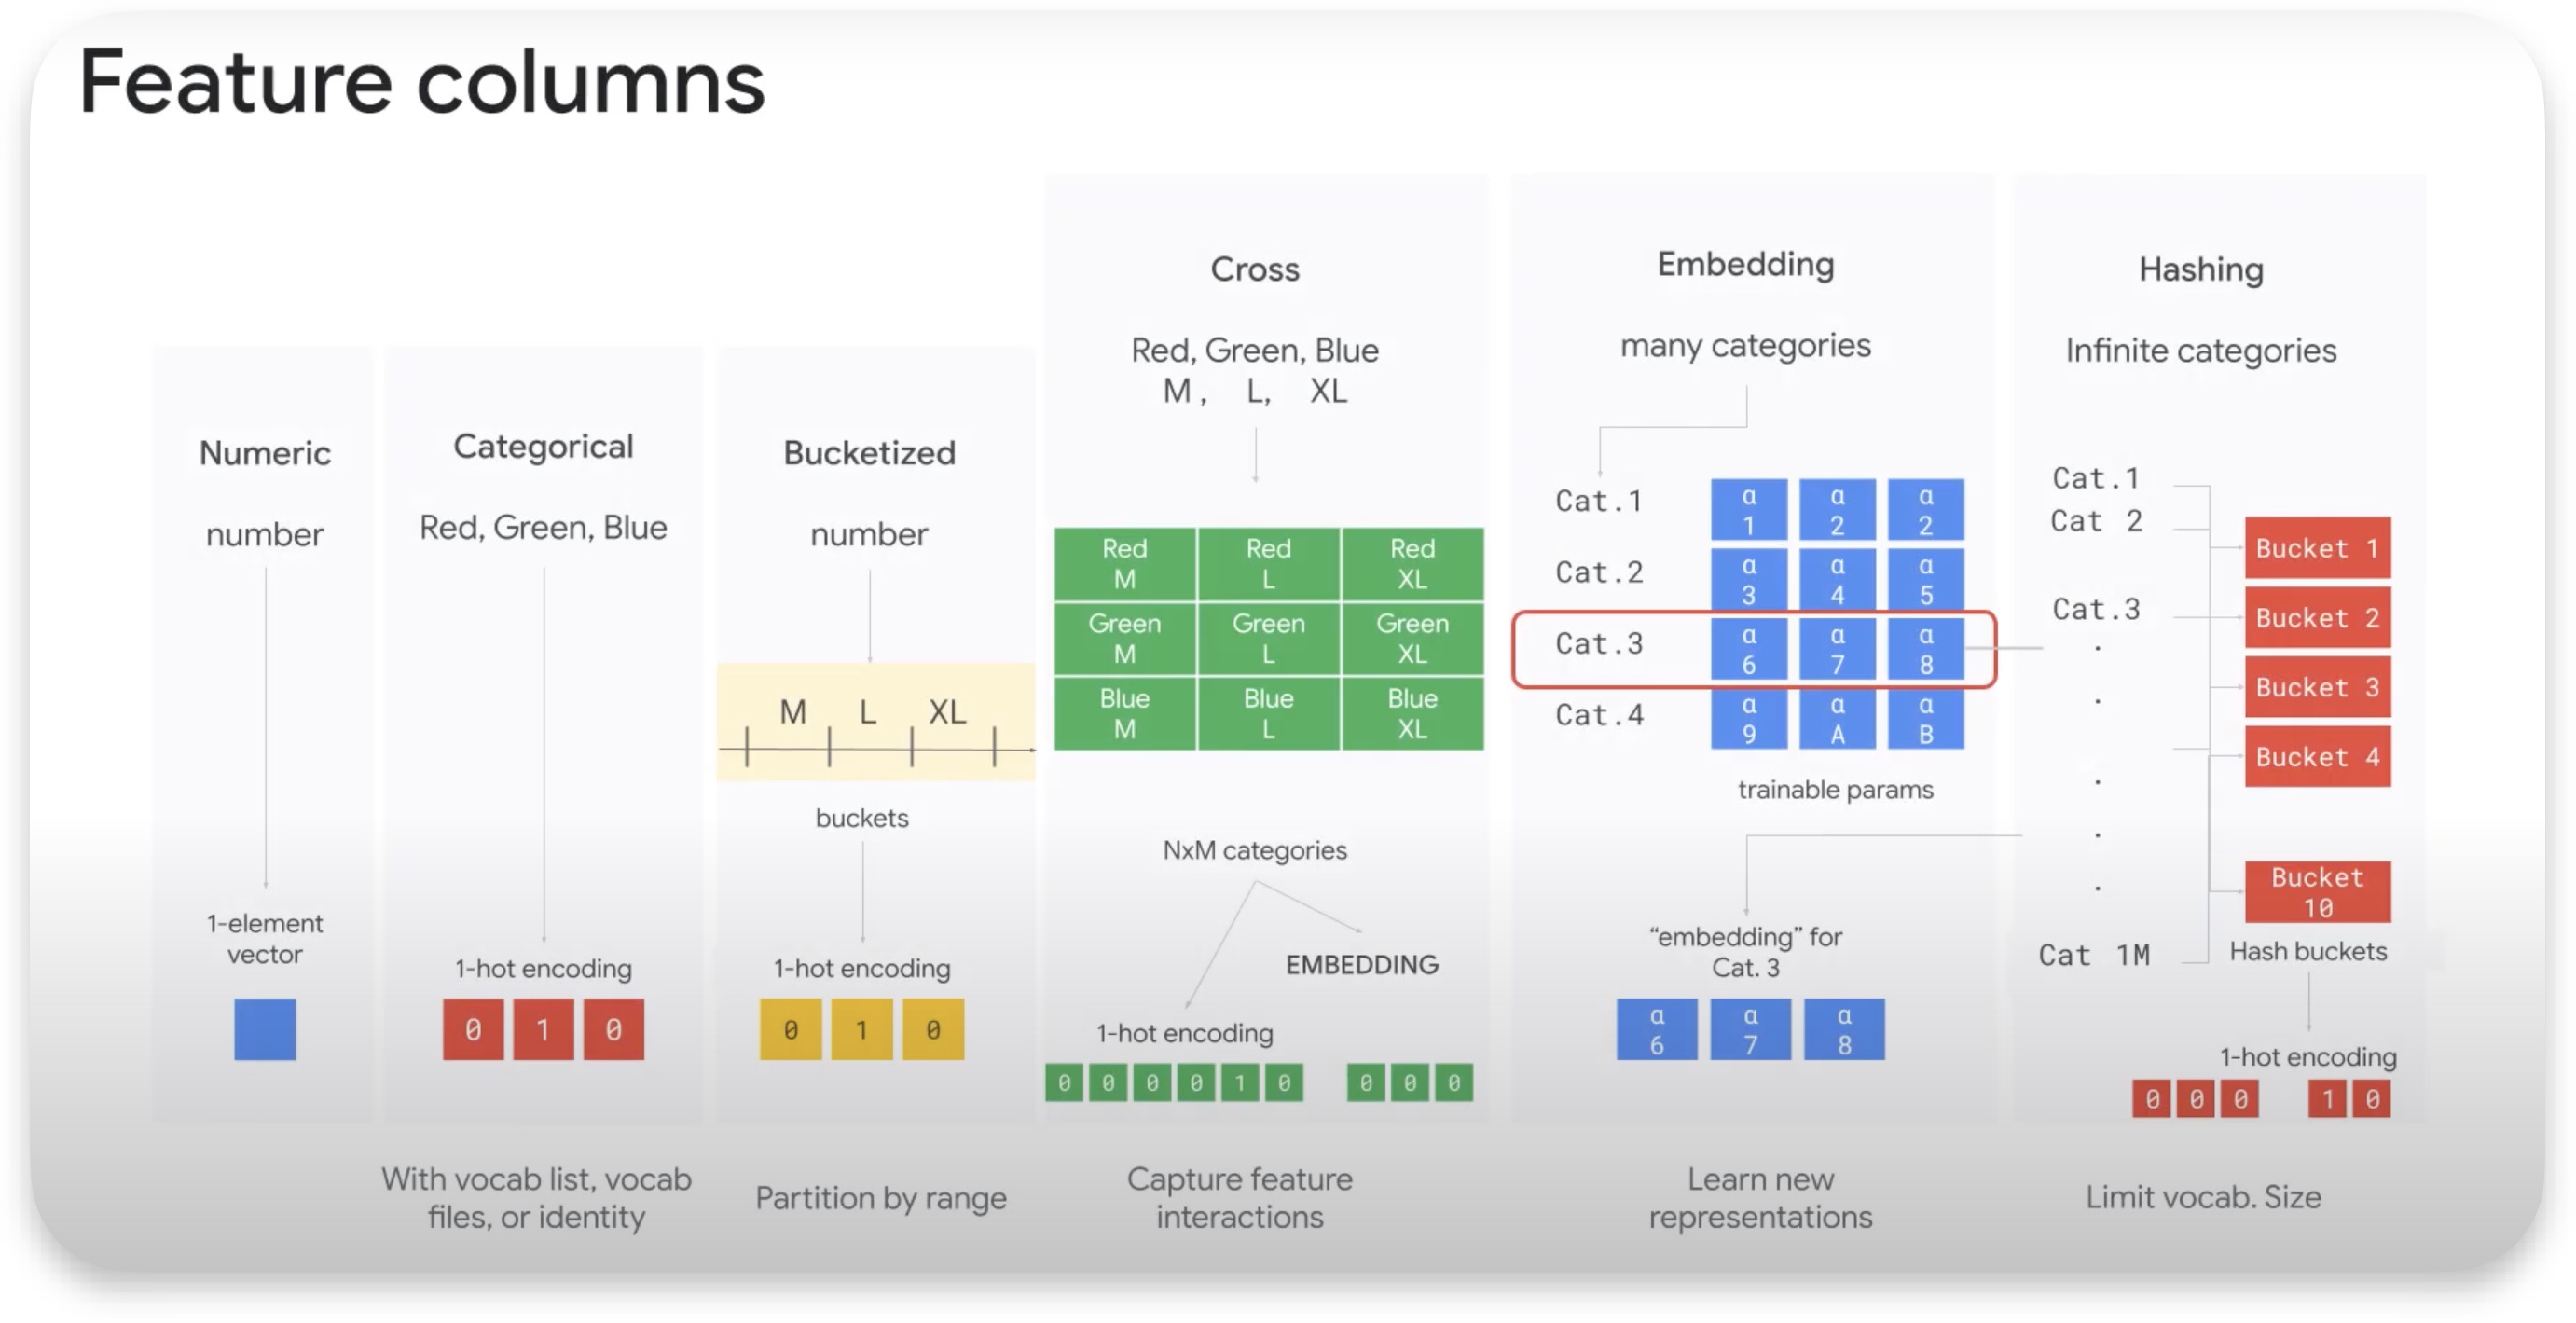 Feature columns
Numeric
number
1-element
vector
Categorical
Red, Green, Blue
1-hot encoding
0 1 0
With vocab list, vocab
files, or identity
Bucketized
number
M L XL
buckets
1-hot encoding
0 1 0
Partition by range
Cross
Red, Green, Blue
M , L, XL
Red Red Red
M L XL
Green Green Green
M L XL
Blue Blue Blue
M L XL
NxM categories
EMBEDDING
1-hot encoding
0 0 0 0 1 0 0 0 0
Capture feature
interactions
Embedding
many categories
Cat.1
α α α
1 2 2
Cat.2
α α α
3 4 5
Cat.3
α α α
6 7 8
Cat.4
α α α
9 A B
trainable params
“embedding” for
Cat. 3
α α α
6 7 8
Learn new
representations
Hashing
Infinite categories
Cat.1
Cat 2
Cat.3
.
.
.
.
.
Cat 1M
Bucket 1
Bucket 2
Bucket 3
Bucket 4
Bucket
10
Hash buckets
1-hot encoding
0 0 0 1 0
Limit vocab. Size